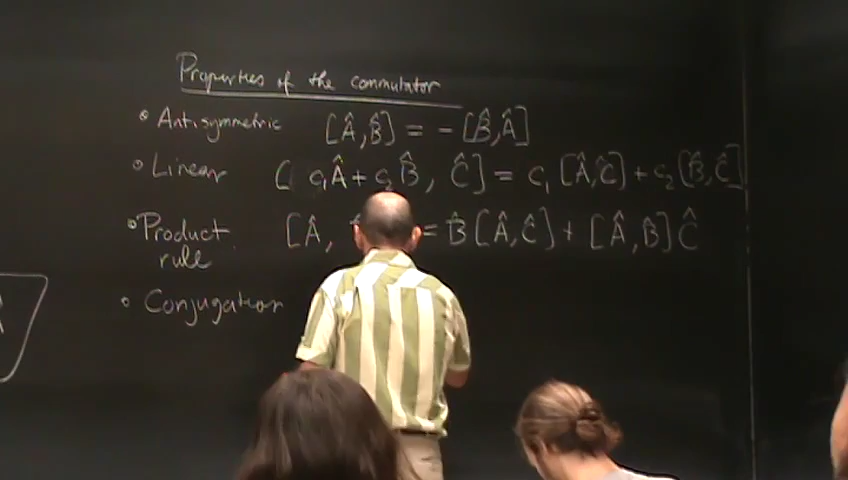 Properties of the commutator
• Antisymmetric [Â,B̂] = -[B̂,Â]
• Linear [c₁Â+c₂B̂, Ĉ] = c₁[Â,Ĉ]+c₂[B̂,Ĉ]
• Product [Â, = B̂[Â,Ĉ] + [Â,B̂]Ĉ
rule
• Conjugation